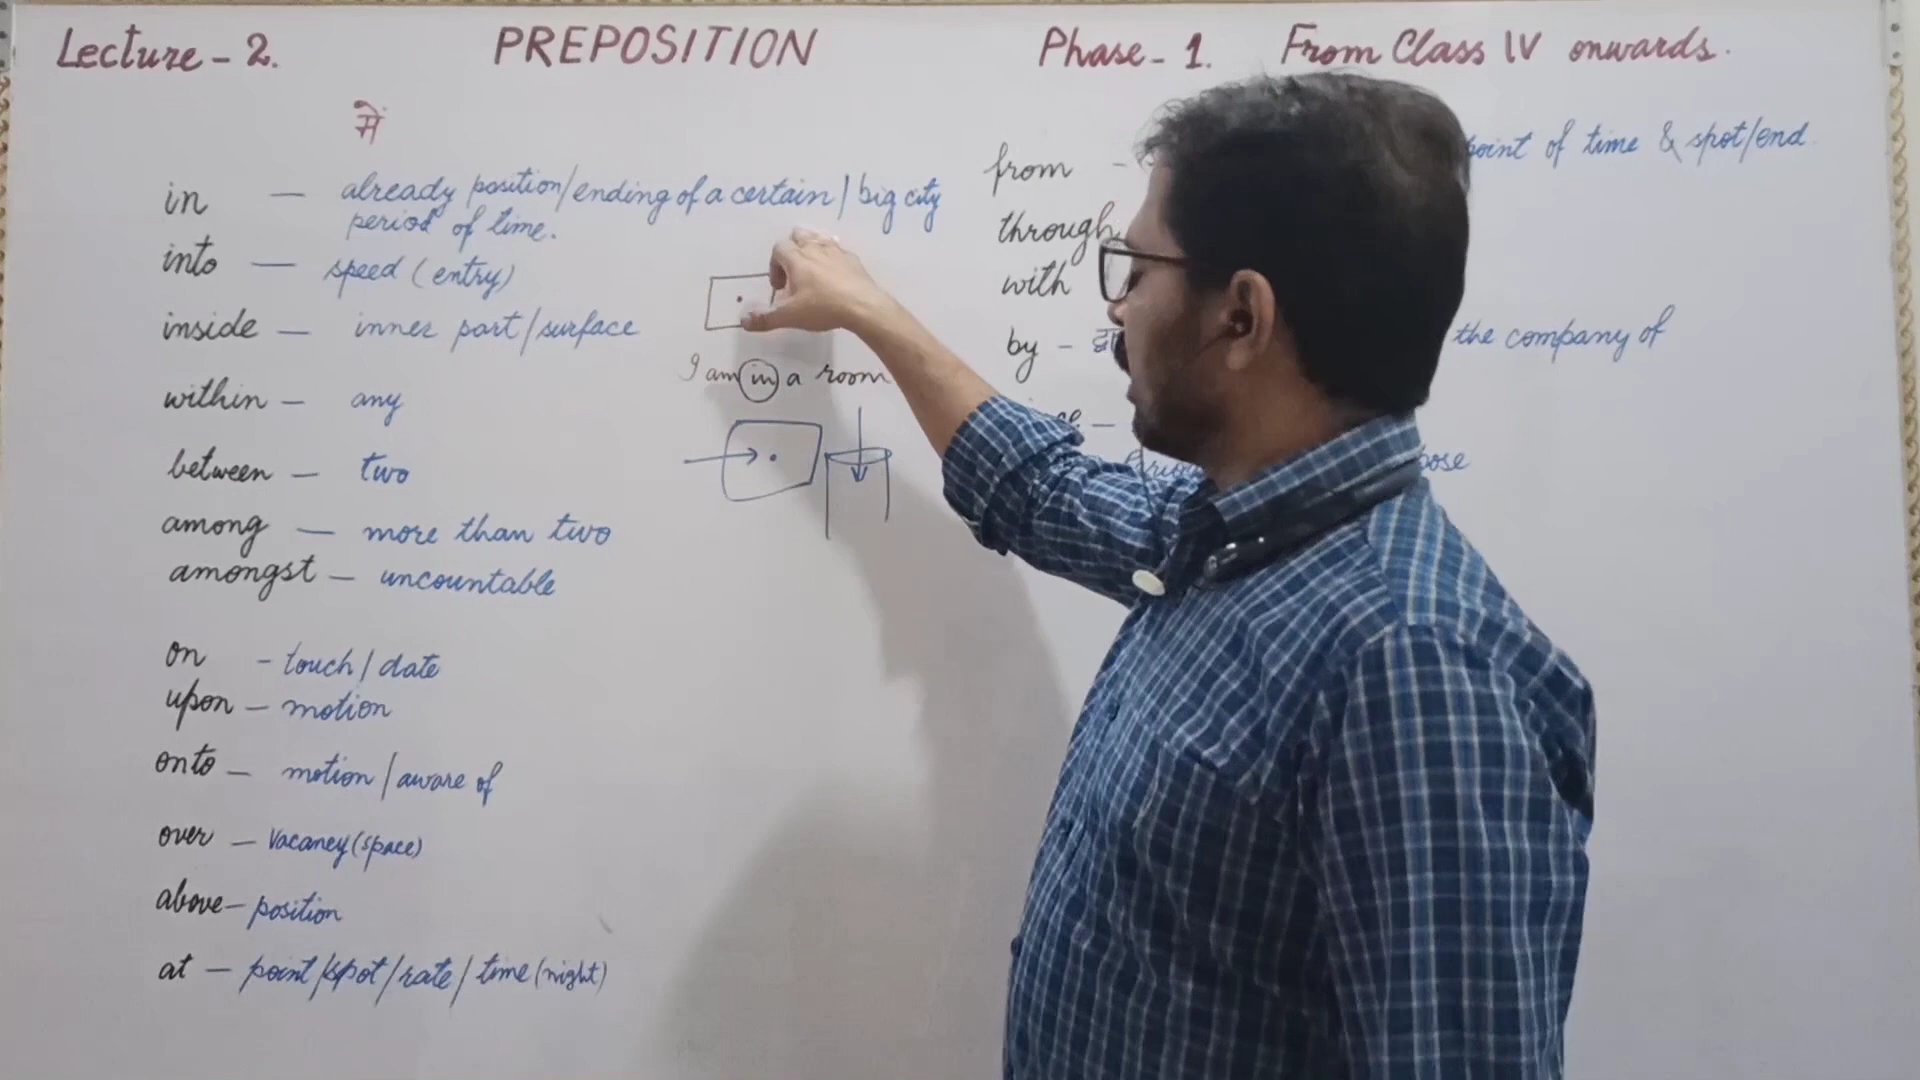 Lecture - 2. PREPOSITION Phase - 1. From Class IV onwards.
में
in — already position/ending of a certain / big city
period of time.
into — speed (entry)
inside — inner part/surface
within — any
between — two
among — more than two
amongst — uncountable
on - touch/date
upon — motion
onto — motion / aware of
over — Vacancy (space)
above — position
at — point/spot/rate/time (night)
I am in a room
from - point of time & spot/end
through
with
by - the company of